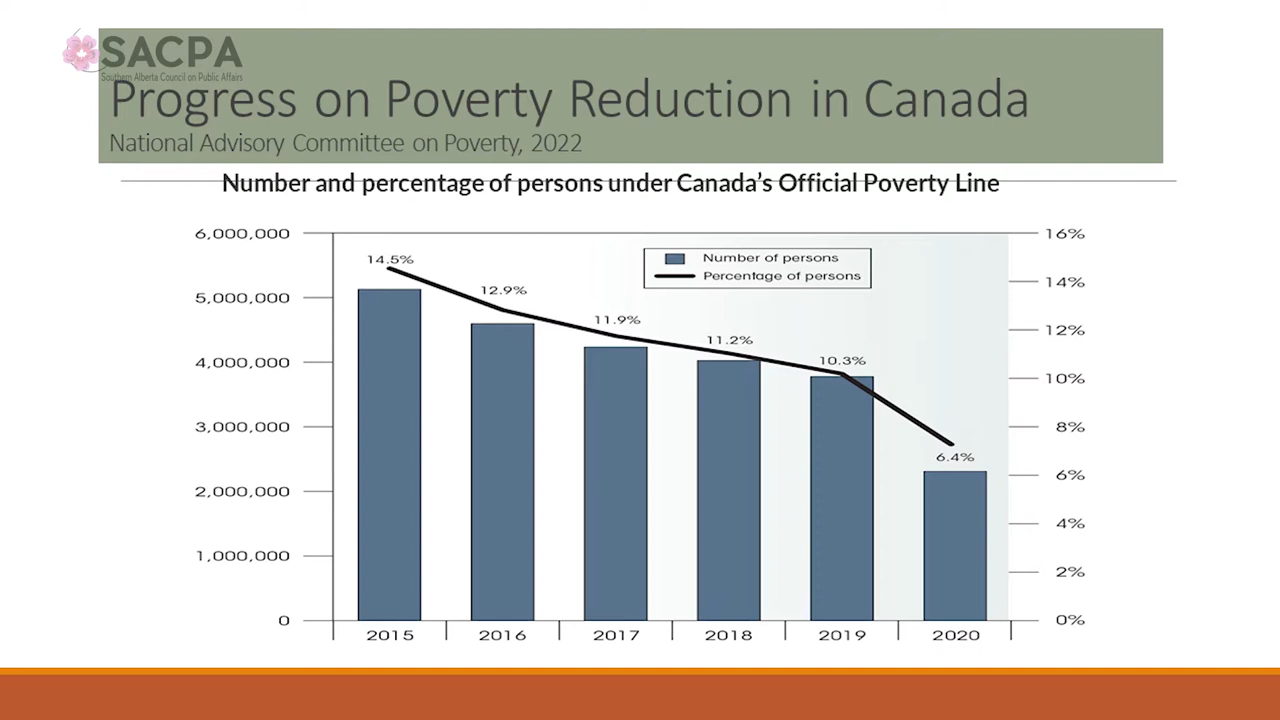 SACPA
Southern Alberta Council on Public Affairs
Progress on Poverty Reduction in Canada
National Advisory Committee on Poverty, 2022
Number and percentage of persons under Canada's Official Poverty Line
6,000,000
5,000,000
4,000,000
3,000,000
2,000,000
1,000,000
0
16%
14%
12%
10%
8%
6%
4%
2%
0%
Number of persons
Percentage of persons
14.5%
12.9%
11.9%
11.2%
10.3%
6.4%
2015 2016 2017 2018 2019 2020